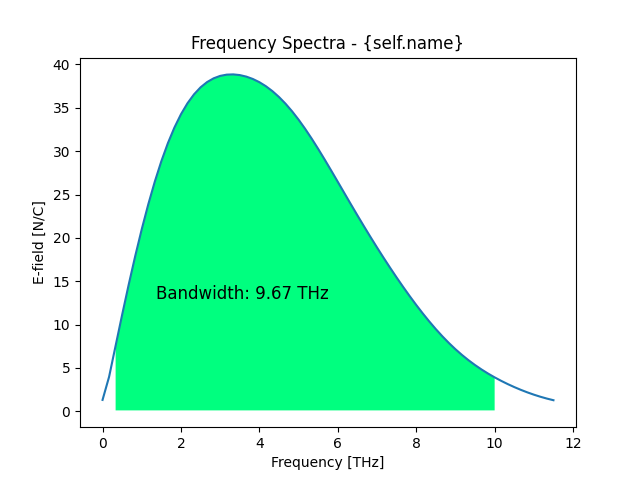 Frequency Spectra - {self.name}
E-field [N/C]
40
35
30
25
20
15
10
5
0
Bandwidth: 9.67 THz
0 2 4 6 8 10 12
Frequency [THz]